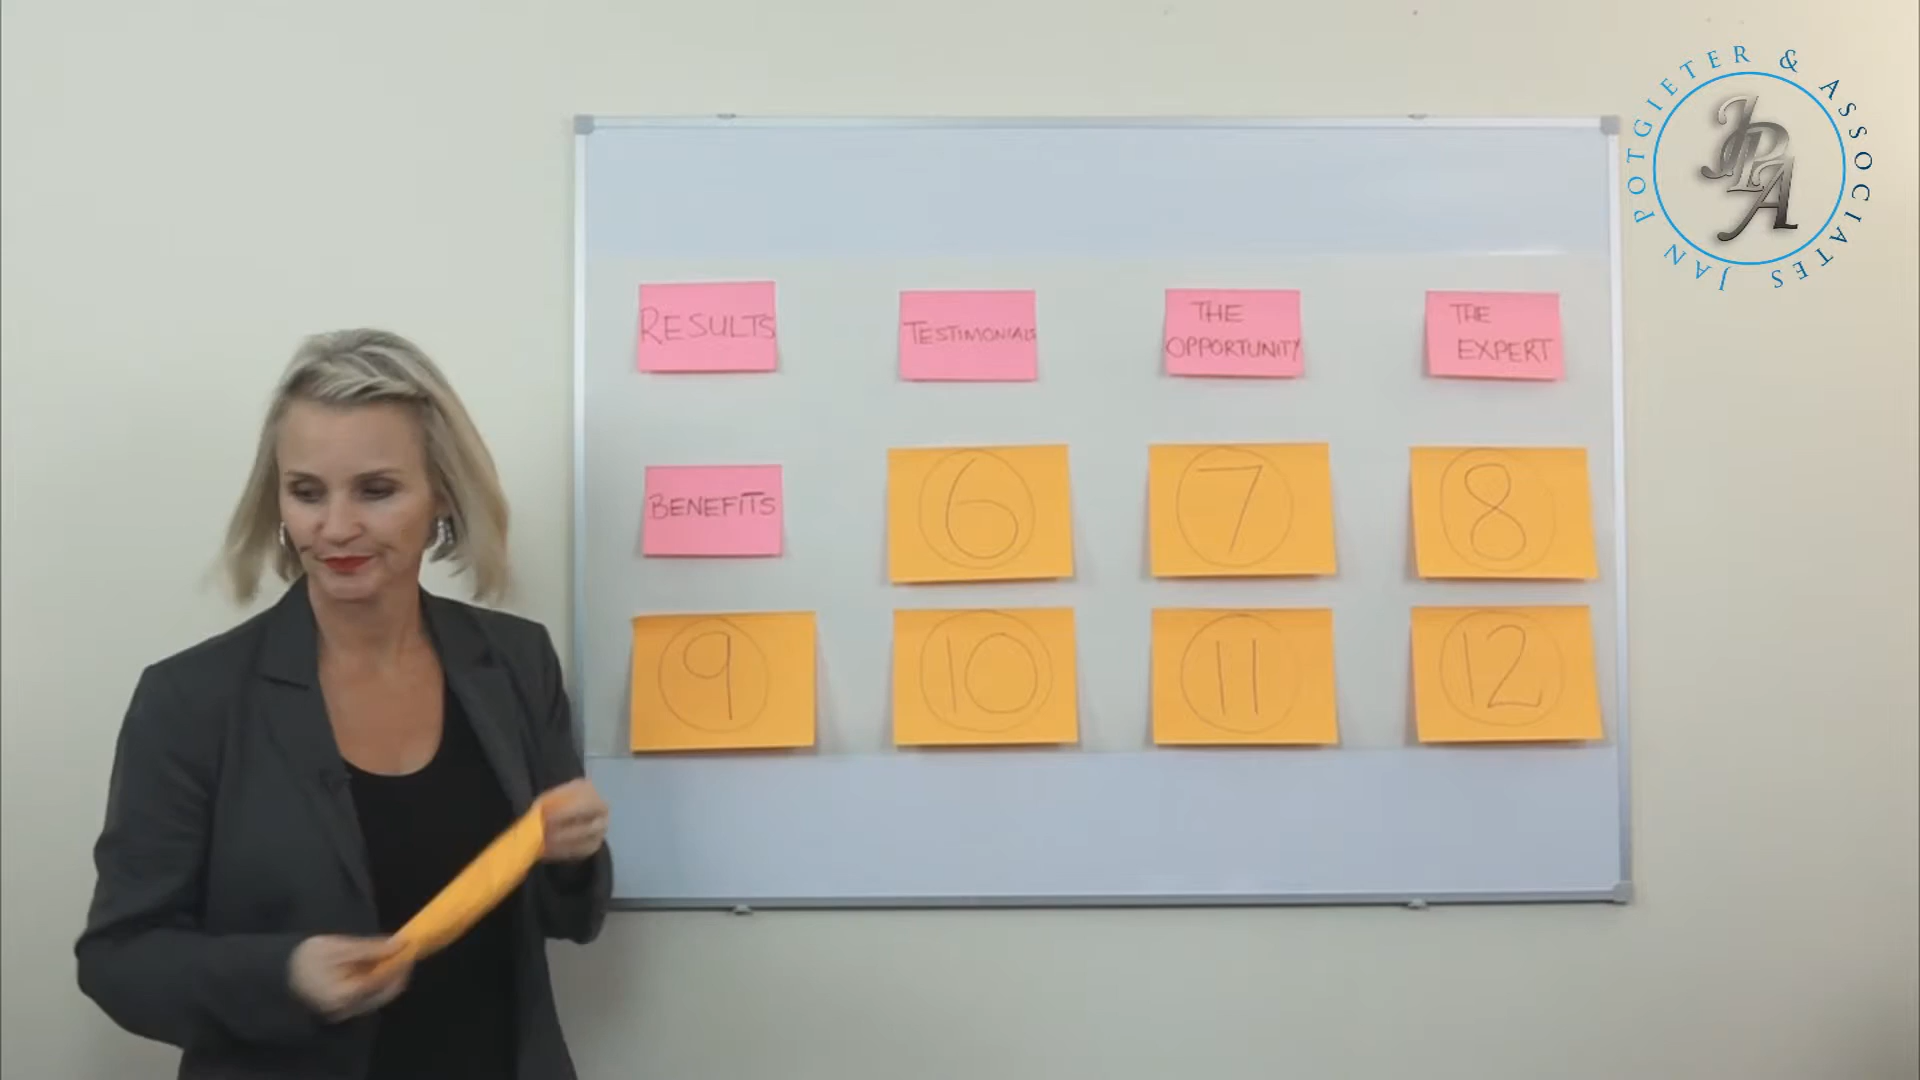 JAN POTGIETER & ASSOCIATES
JPA
RESULTS
TESTIMONIALS
THE
OPPORTUNITY
THE
EXPERT
BENEFITS
6
7
8
9
10
11
12